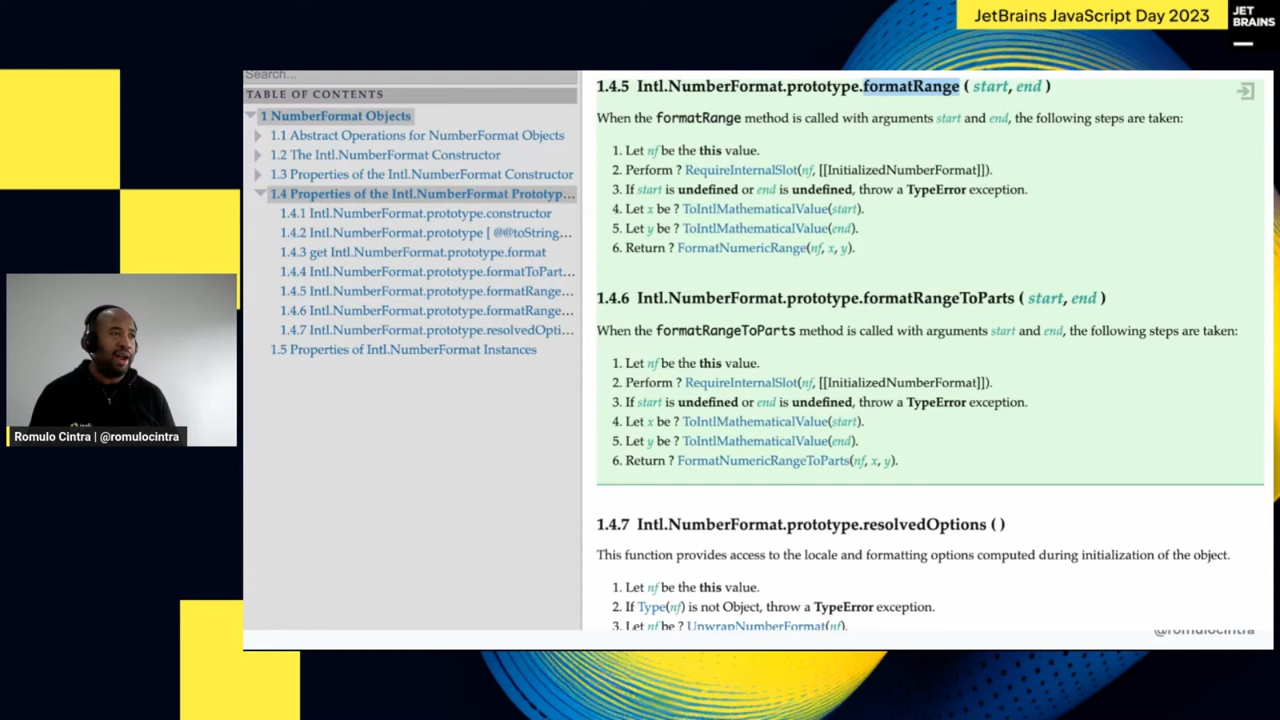 JetBrains JavaScript Day 2023
JET
BRAINS
Search...
TABLE OF CONTENTS
1 NumberFormat Objects
1.1 Abstract Operations for NumberFormat Objects
1.2 The Intl.NumberFormat Constructor
1.3 Properties of the Intl.NumberFormat Constructor
1.4 Properties of the Intl.NumberFormat Prototyp...
1.4.1 Intl.NumberFormat.prototype.constructor
1.4.2 Intl.NumberFormat.prototype [ @@toString...
1.4.3 get Intl.NumberFormat.prototype.format
1.4.4 Intl.NumberFormat.prototype.formatToPart...
1.4.5 Intl.NumberFormat.prototype.formatRange...
1.4.6 Intl.NumberFormat.prototype.formatRange...
1.4.7 Intl.NumberFormat.prototype.resolvedOpti...
1.5 Properties of Intl.NumberFormat Instances
1.4.5 Intl.NumberFormat.prototype.formatRange ( start, end )
When the formatRange method is called with arguments start and end, the following steps are taken:
1. Let nf be the this value.
2. Perform ? RequireInternalSlot(nf, [[InitializedNumberFormat]]).
3. If start is undefined or end is undefined, throw a TypeError exception.
4. Let x be ? ToIntlMathematicalValue(start).
5. Let y be ? ToIntlMathematicalValue(end).
6. Return ? FormatNumericRange(nf, x, y).
1.4.6 Intl.NumberFormat.prototype.formatRangeToParts ( start, end )
When the formatRangeToParts method is called with arguments start and end, the following steps are taken:
1. Let nf be the this value.
2. Perform ? RequireInternalSlot(nf, [[InitializedNumberFormat]]).
3. If start is undefined or end is undefined, throw a TypeError exception.
4. Let x be ? ToIntlMathematicalValue(start).
5. Let y be ? ToIntlMathematicalValue(end).
6. Return ? FormatNumericRangeToParts(nf, x, y).
1.4.7 Intl.NumberFormat.prototype.resolvedOptions ( )
This function provides access to the locale and formatting options computed during initialization of the object.
1. Let nf be the this value.
2. If Type(nf) is not Object, throw a TypeError exception.
3. Let nf be ? UnwrapNumberFormat(nf).
@romulocintra
Romulo Cintra | @romulocintra